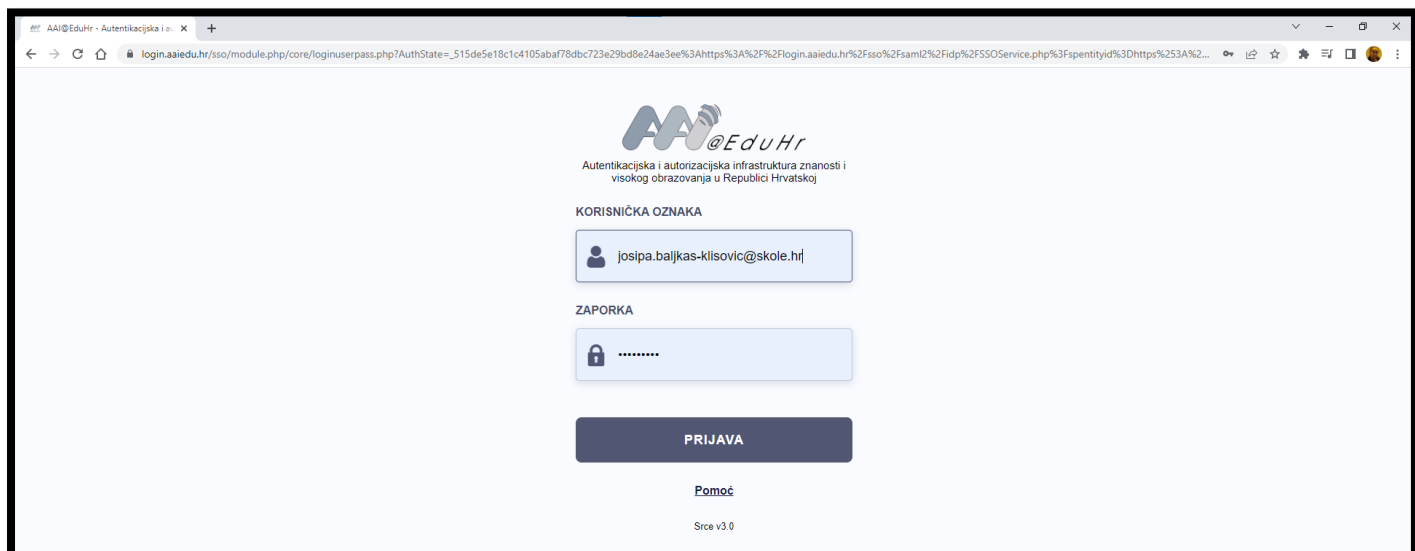 AAI@EduHr - Autentikacijska i au
login.aaiedu.hr/sso/module.php/core/loginuserpass.php?AuthState=_515de5e18c1c4105abaf78dbc723e29bd8e24ae3ee%3Ahttps%3A%2F%2Flogin.aaiedu.hr%2Fsso%2Fsaml2%2Fidp%2FSSOService.php%3Fspentityid%3Dhttps%253A%2...
AAI@EduHr
Autentikacijska i autorizacijska infrastruktura znanosti i
visokog obrazovanja u Republici Hrvatskoj
KORISNIČKA OZNAKA
josipa.baljkas-klisovic@skole.hr
ZAPORKA
•••••••••
PRIJAVA
Pomoć
Srce v3.0